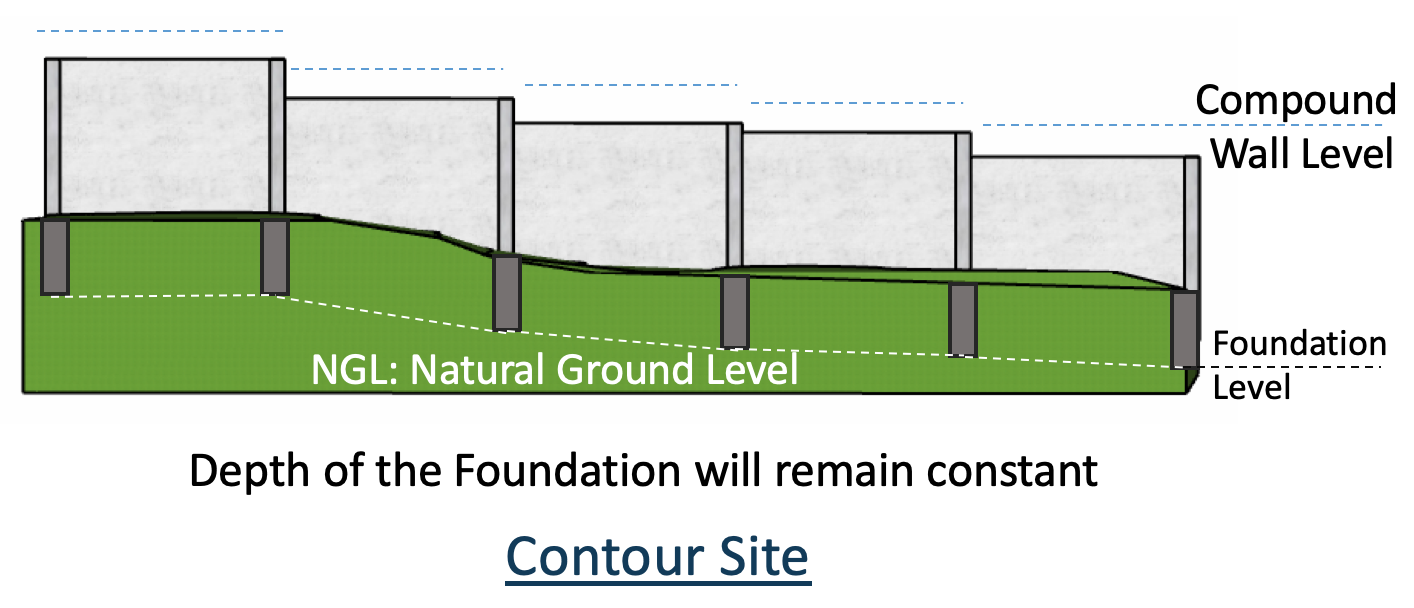 Compound
Wall Level
Foundation
Level
NGL: Natural Ground Level
Depth of the Foundation will remain constant
Contour Site